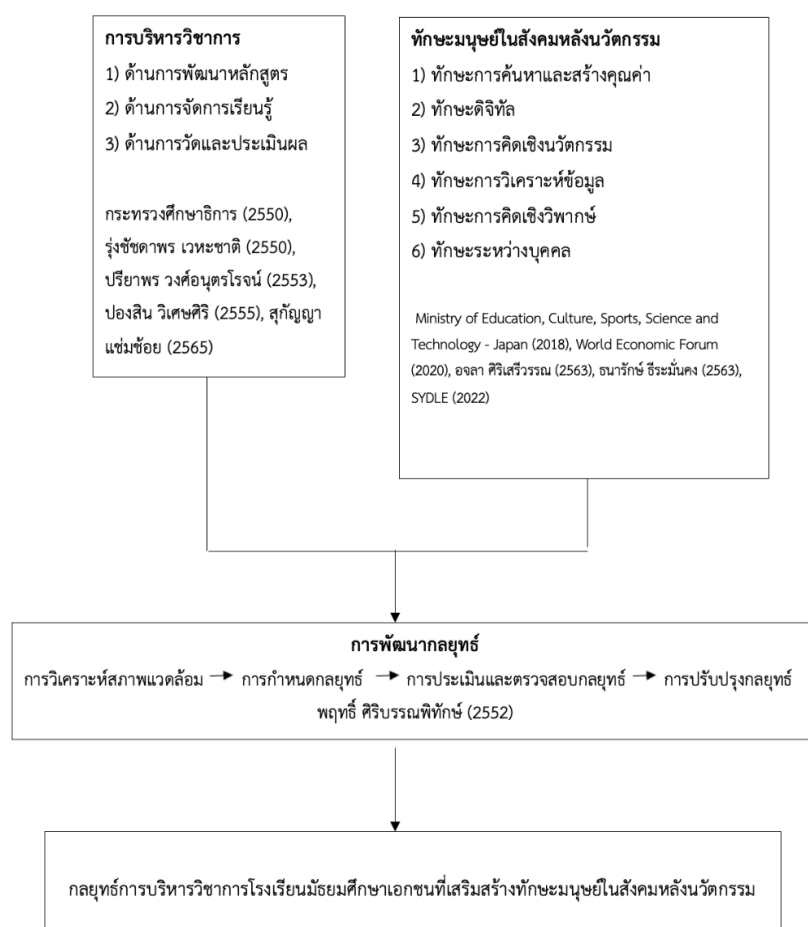 การบริหารวิชาการ
1) ด้านการพัฒนาหลักสูตร
2) ด้านการจัดการเรียนรู้
3) ด้านการวัดและประเมินผล
กระทรวงศึกษาธิการ (2550),
รุ่งชัชดาพร เวหะชาติ (2550),
ปรียาพร วงศ์อนุตรโรจน์ (2553),
ปองสิน วิเศษศิริ (2555), สุกัญญา
แช่มช้อย (2565)
ทักษะมนุษย์ในสังคมหลังนวัตกรรม
1) ทักษะการค้นหาและสร้างคุณค่า
2) ทักษะดิจิทัล
3) ทักษะการคิดเชิงนวัตกรรม
4) ทักษะการวิเคราะห์ข้อมูล
5) ทักษะการคิดเชิงวิพากษ์
6) ทักษะระหว่างบุคคล
Ministry of Education, Culture, Sports, Science and
Technology - Japan (2018), World Economic Forum
(2020), อจลา ศิริเสรีวรรณ (2563), ธนารักษ์ ธีระมั่นคง (2563),
SYDLE (2022)
การพัฒนากลยุทธ์
การวิเคราะห์สภาพแวดล้อม → การกำหนดกลยุทธ์ → การประเมินและตรวจสอบกลยุทธ์ → การปรับปรุงกลยุทธ์
พฤทธิ์ ศิริบรรณพิทักษ์ (2552)
กลยุทธ์การบริหารวิชาการโรงเรียนมัธยมศึกษาเอกชนที่เสริมสร้างทักษะมนุษย์ในสังคมหลังนวัตกรรม